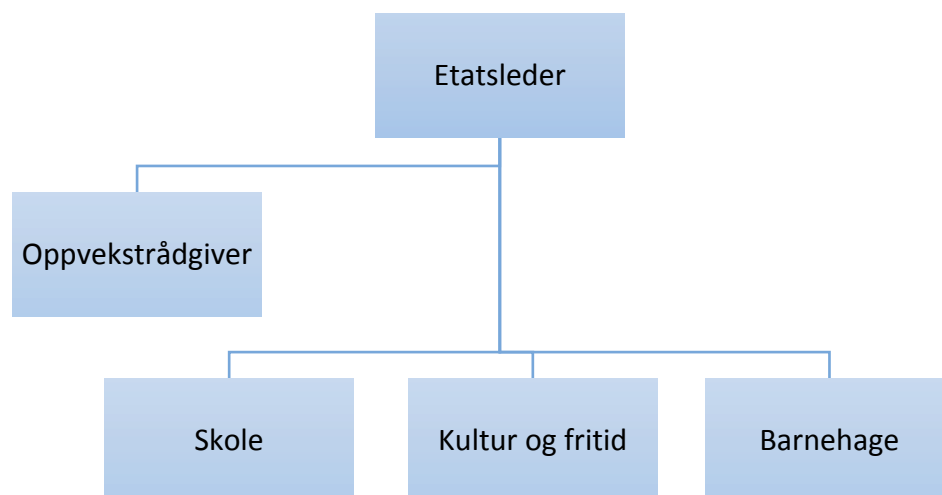 Etatsleder
Oppvekstrådgiver
Skole
Kultur og fritid
Barnehage